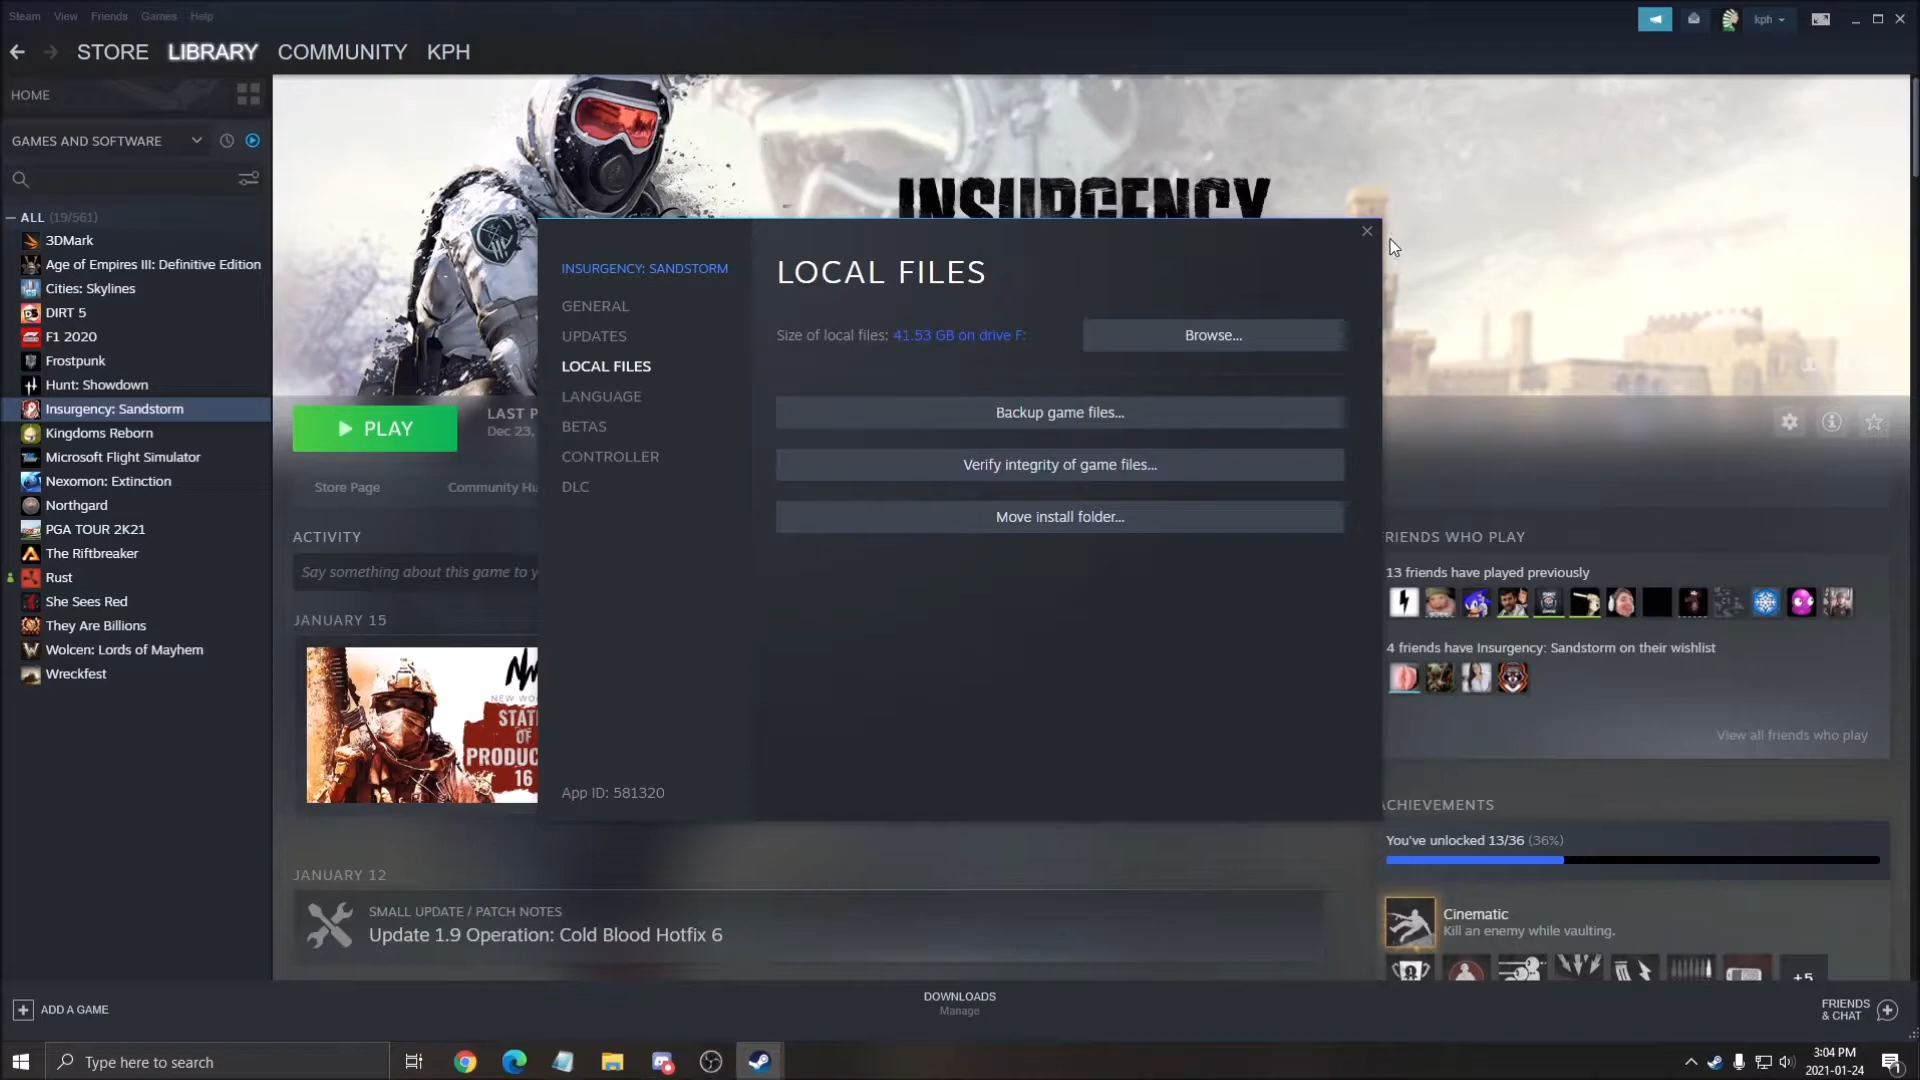 Steam View Friends Games Help
kph
STORE LIBRARY COMMUNITY KPH
HOME
GAMES AND SOFTWARE
ALL (19/561)
3DMark
Age of Empires III: Definitive Edition
Cities: Skylines
DIRT 5
F1 2020
Frostpunk
Hunt: Showdown
Insurgency: Sandstorm
Kingdoms Reborn
Microsoft Flight Simulator
Nexomon: Extinction
Northgard
PGA TOUR 2K21
The Riftbreaker
Rust
She Sees Red
They Are Billions
Wolcen: Lords of Mayhem
Wreckfest
INSURGENCY
PLAY
LAST P
Dec 23,
Store Page
Community Hu
ACTIVITY
Say something about this game to y
JANUARY 15
STAT
OF
PRODUC
16
JANUARY 12
SMALL UPDATE / PATCH NOTES
Update 1.9 Operation: Cold Blood Hotfix 6
INSURGENCY: SANDSTORM
GENERAL
UPDATES
LOCAL FILES
LANGUAGE
BETAS
CONTROLLER
DLC
App ID: 581320
LOCAL FILES
Size of local files: 41.53 GB on drive F:
Browse...
Backup game files...
Verify integrity of game files...
Move install folder...
RIENDS WHO PLAY
13 friends have played previously
4 friends have Insurgency: Sandstorm on their wishlist
View all friends who play
CHIEVEMENTS
You've unlocked 13/36 (36%)
Cinematic
Kill an enemy while vaulting.
+5
ADD A GAME
DOWNLOADS
Manage
FRIENDS
& CHAT
Type here to search
3:04 PM
2021-01-24
1